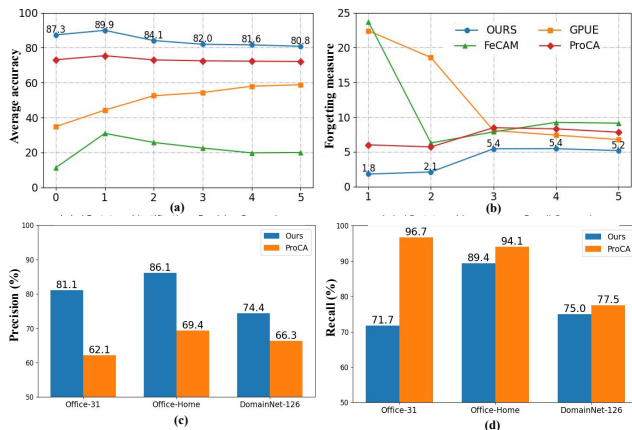 100
80
60
40
20
0
87.3 89.9 84.1 82.0 81.6 80.8
0 1 2 3 4 5
Average accuracy
(a)
25
20
15
10
5
0
OURS GPUE
FeCAM ProCA
1.8 2.1 5.4 5.4 5.2
1 2 3 4 5
Forgetting measure
(b)
100
90
80
70
60
50
Ours
ProCA
81.1 62.1 86.1 69.4 74.4 66.3
Office-31 Office-Home DomainNet-126
Precision (%)
(c)
100
90
80
70
60
50
Ours
ProCA
71.7 96.7 89.4 94.1 75.0 77.5
Office-31 Office-Home DomainNet-126
Recall (%)
(d)